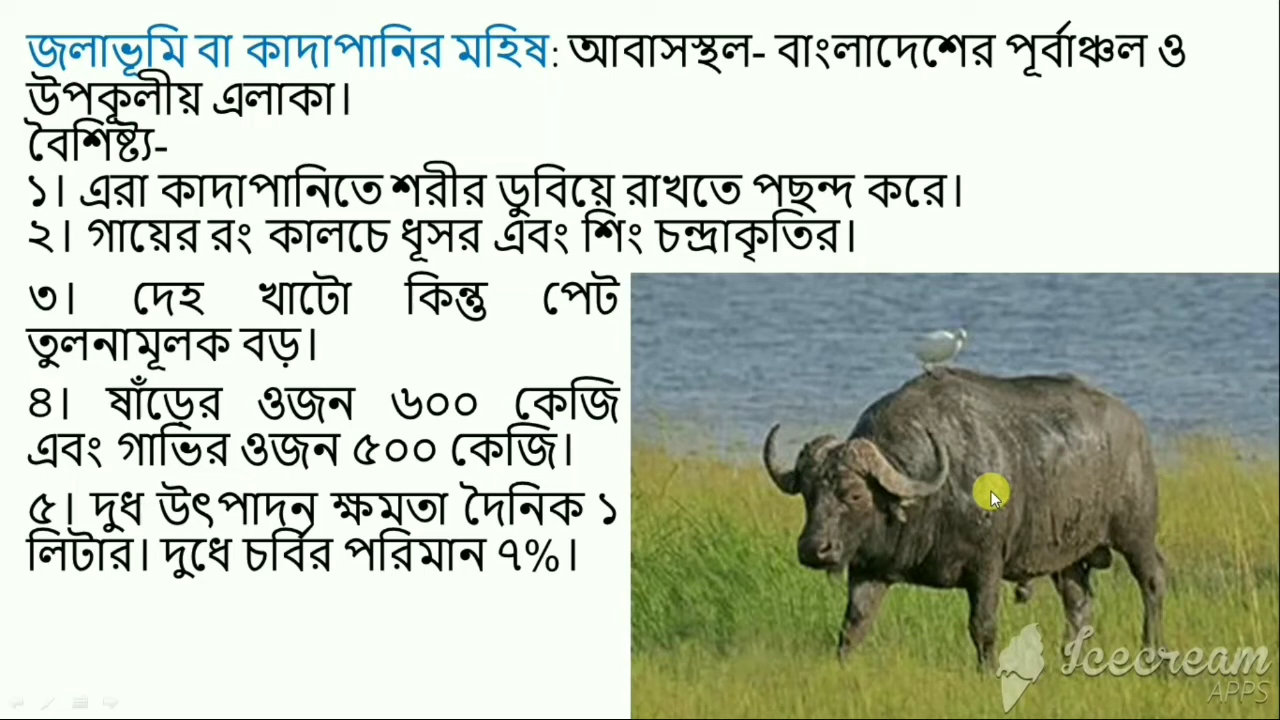 জলাভূমি বা কাদাপানির মহিষ: আবাসস্থল- বাংলাদেশের পূর্বাঞ্চল ও
উপকূলীয় এলাকা।
বৈশিষ্ট্য-
১। এরা কাদাপানিতে শরীর ডুবিয়ে রাখতে পছন্দ করে।
২। গায়ের রং কালচে ধূসর এবং শিং চন্দ্রাকৃতির।
৩। দেহ খাটো কিন্তু পেট
তুলনামূলক বড়।
৪। ষাঁড়ের ওজন ৬০০ কেজি
এবং গাভির ওজন ৫০০ কেজি।
৫। দুধ উৎপাদন ক্ষমতা দৈনিক ১
লিটার। দুধে চর্বির পরিমান ৭%।
Icecream
APPS